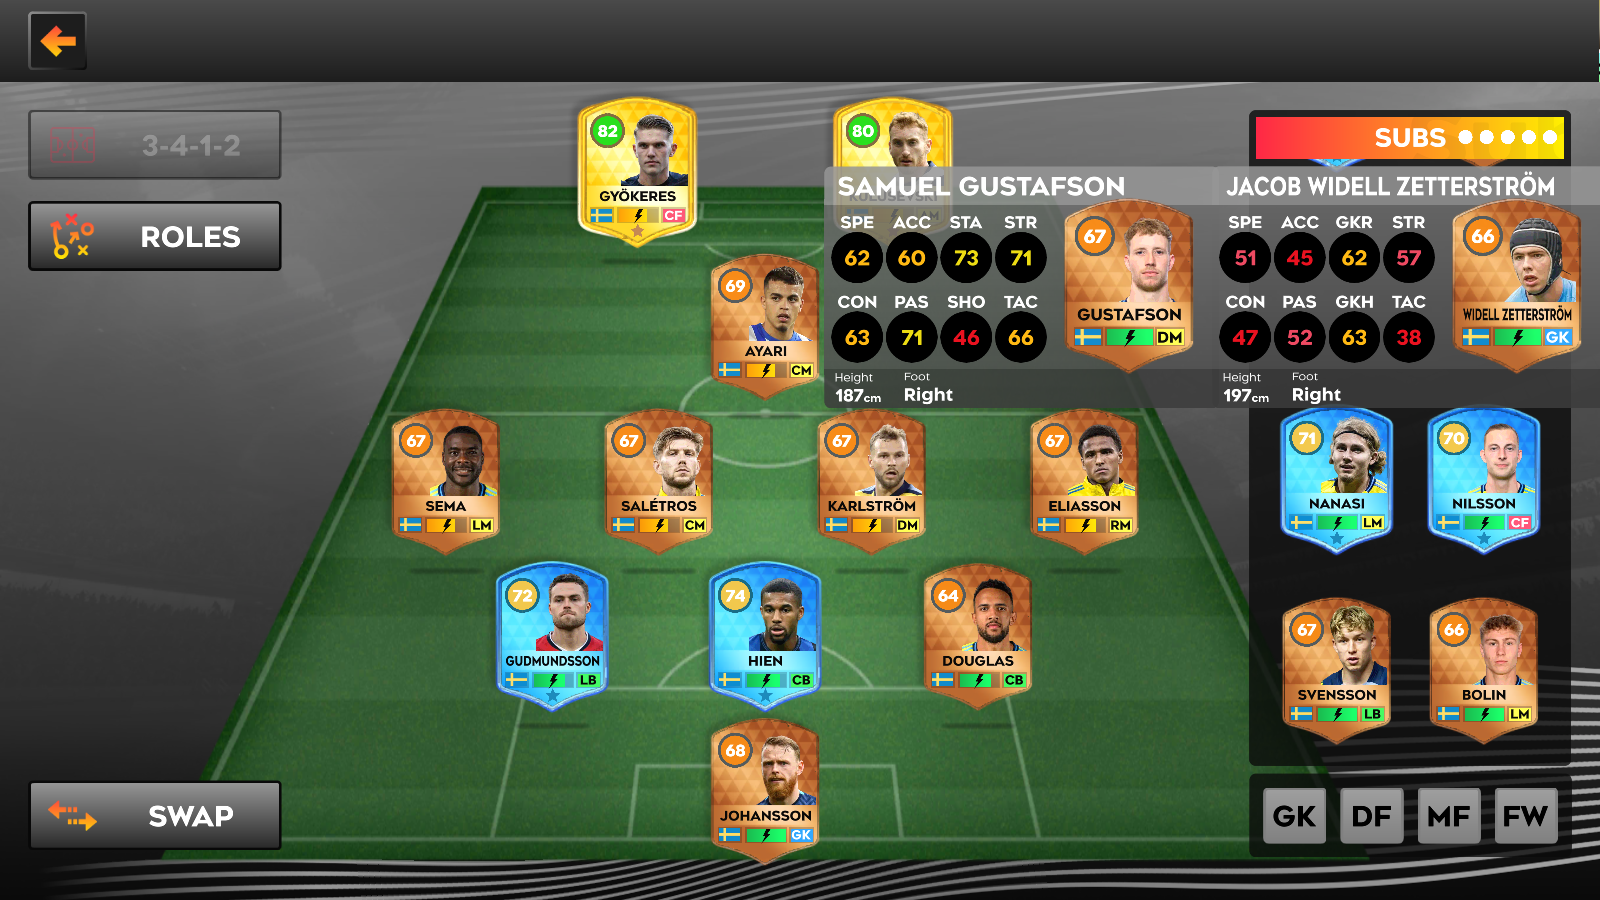 3-4-1-2
ROLES
82
GYÖKERES
CF
80
KULUSEVSKI
AM
SUBS
SAMUEL GUSTAFSON
SPE ACC STA STR
62 60 73 71
CON PAS SHO TAC
63 71 46 66
Height Foot
187cm Right
67
GUSTAFSON
DM
JACOB WIDELL ZETTERSTRÖM
SPE ACC GKR STR
51 45 62 57
CON PAS GKH TAC
47 52 63 38
Height Foot
197cm Right
66
WIDELL ZETTERSTRÖM
GK
69
AYARI
CM
67
SEMA
LM
67
SALÉTROS
CM
67
KARLSTRÖM
DM
67
ELIASSON
RM
71
NANASI
LM
70
NILSSON
CF
72
GUDMUNDSSON
LB
74
HIEN
CB
64
DOUGLAS
CB
67
SVENSSON
LB
66
BOLIN
LM
68
JOHANSSON
GK
SWAP
GK DF MF FW